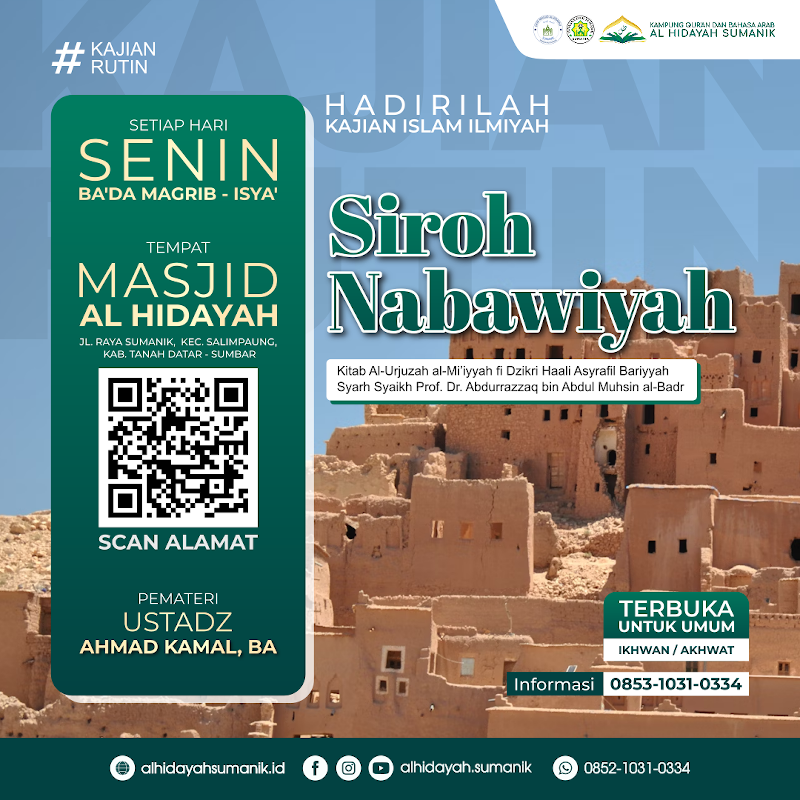 # KAJIAN
RUTIN
KAMPUNG QURAN DAN BAHASA ARAB
AL HIDAYAH SUMANIK
KAJIAN
RUTIN
SETIAP HARI
SENIN
BA'DA MAGRIB - ISYA'
TEMPAT
MASJID
AL HIDAYAH
JL. RAYA SUMANIK, KEC. SALIMPAUNG,
KAB. TANAH DATAR - SUMBAR
SCAN ALAMAT
PEMATERI
USTADZ
AHMAD KAMAL, BA
HADIRILAH
KAJIAN ISLAM ILMIYAH
Siroh
Nabawiyah
Kitab Al-Urjuzah al-Mi'iyyah fi Dzikri Haali Asyrafil Bariyyah
Syarh Syaikh Prof. Dr. Abdurrazzaq bin Abdul Muhsin al-Badr
TERBUKA
UNTUK UMUM
IKHWAN / AKHWAT
Informasi 0853-1031-0334
alhidayahsumanik.id alhidayah.sumanik 0852-1031-0334